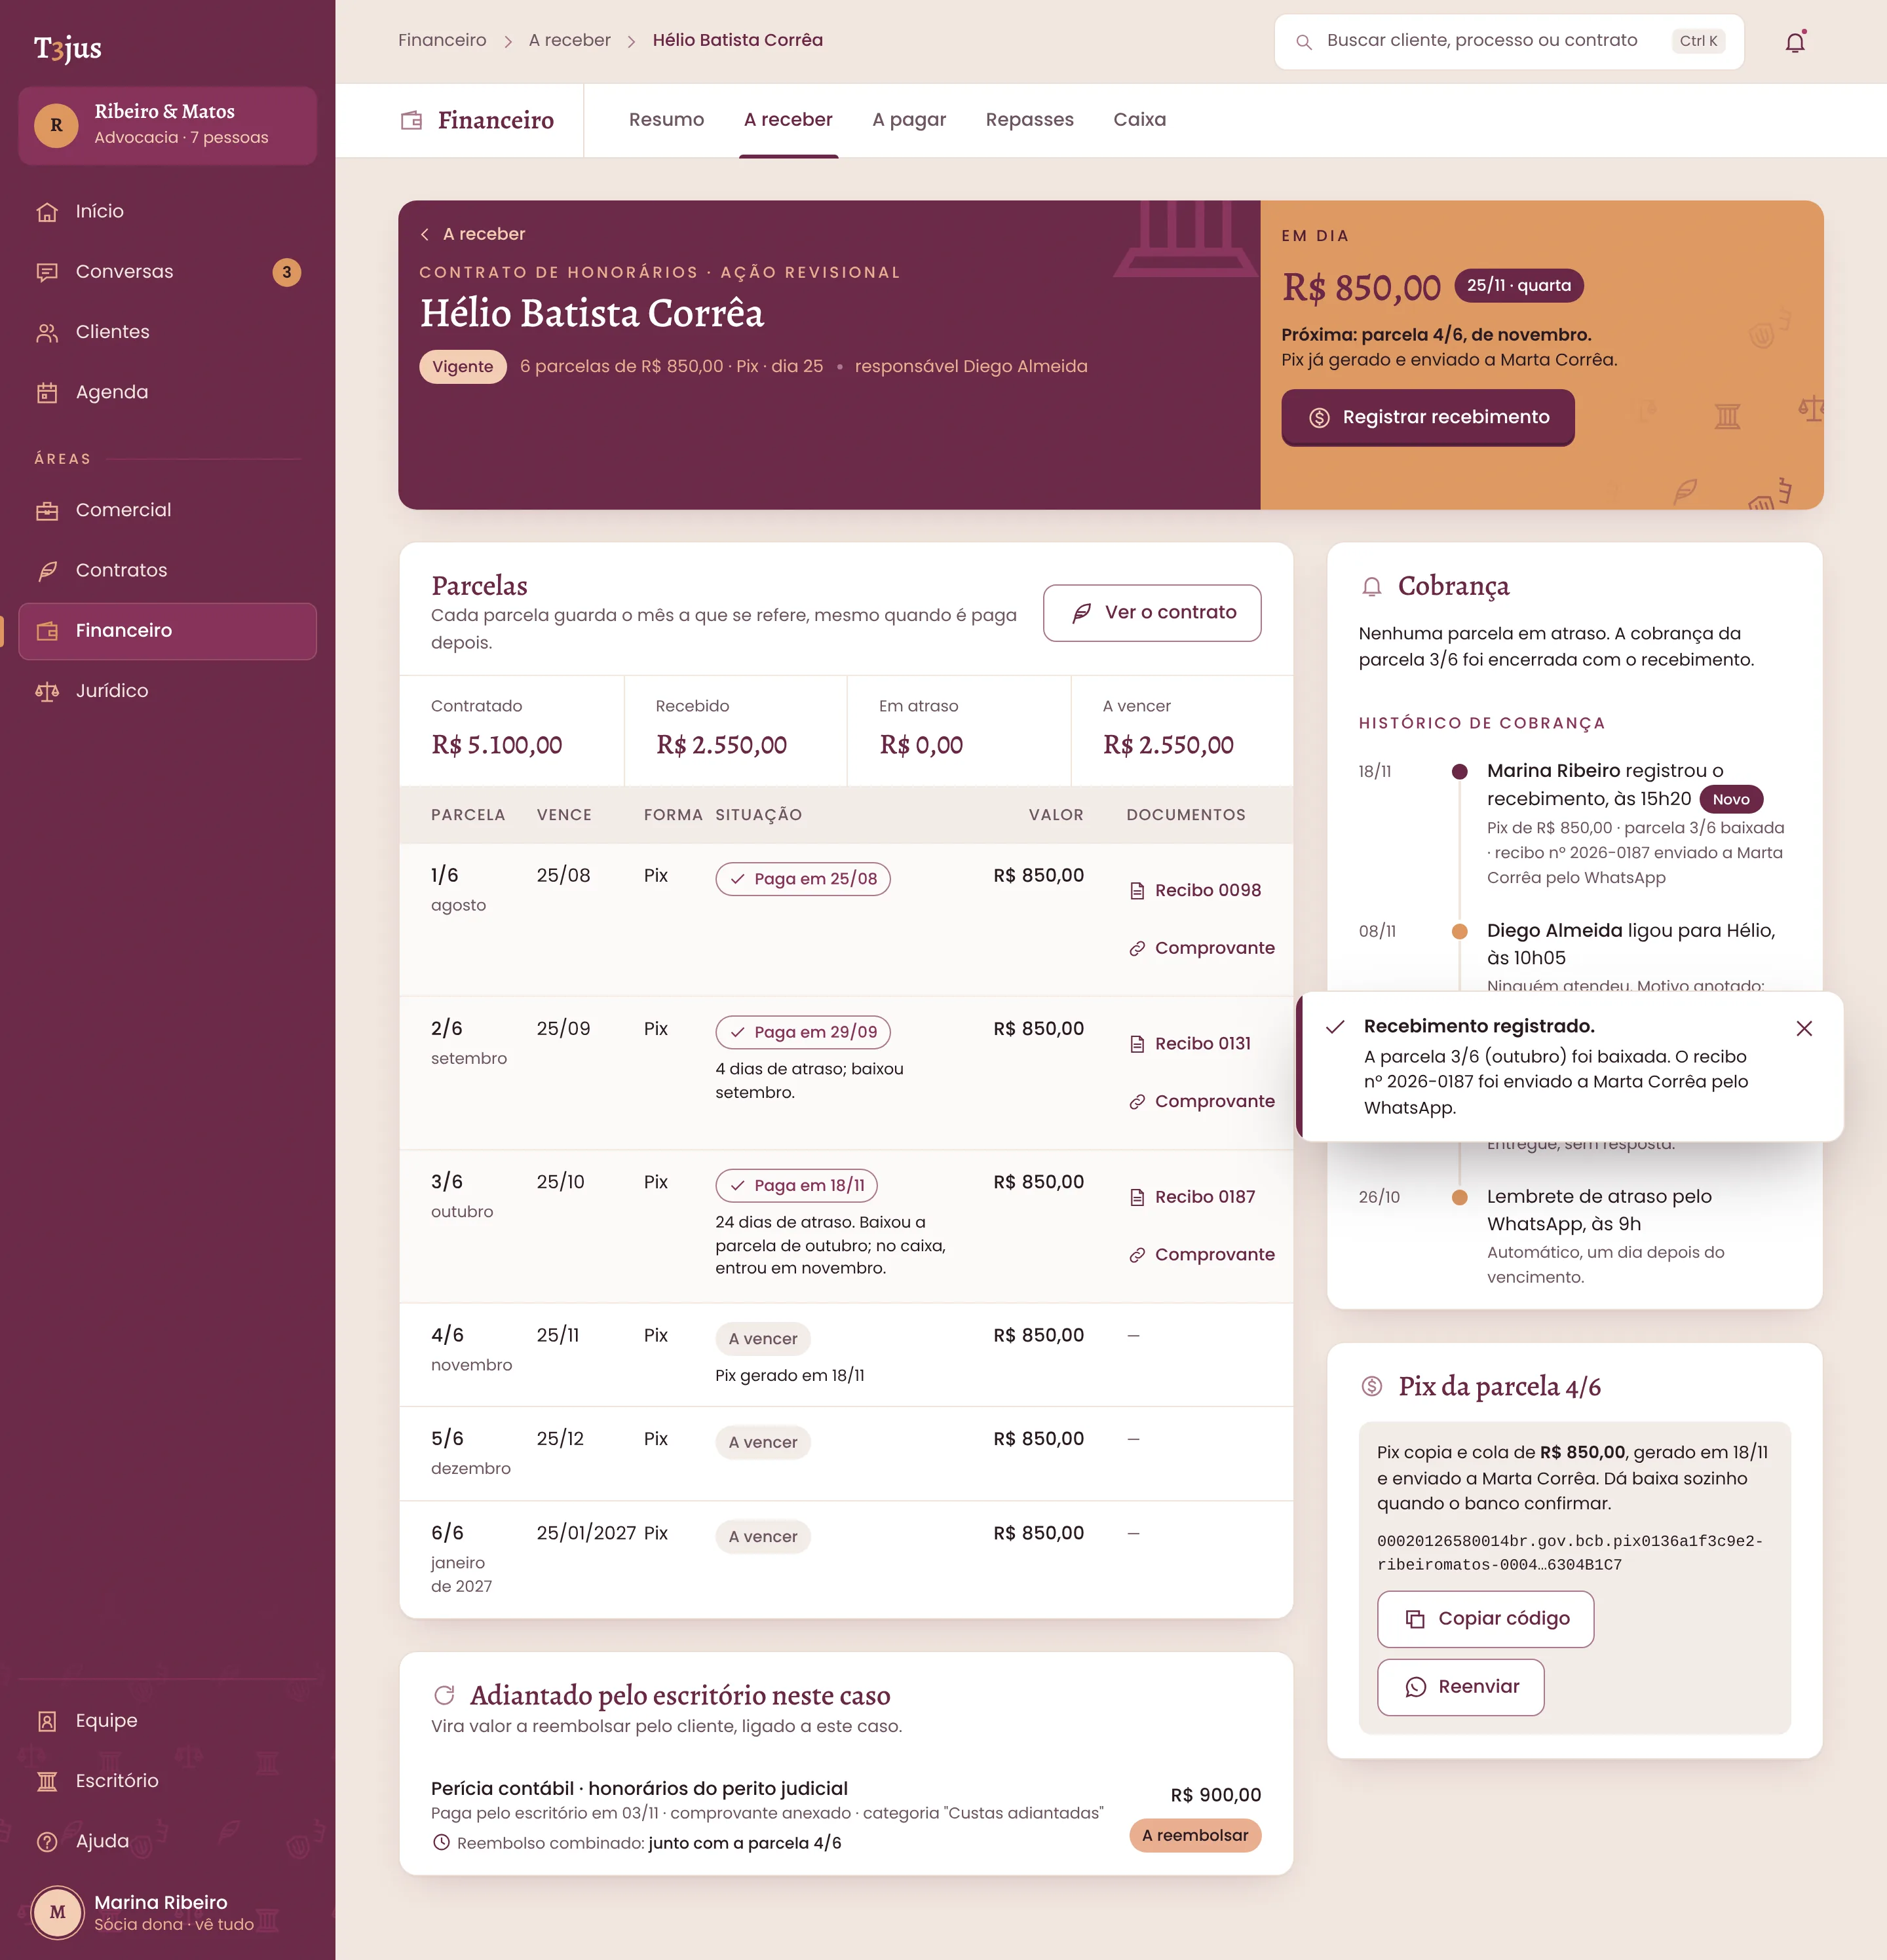 T3jus
R
Ribeiro & Matos
Advocacia · 7 pessoas
Início
Conversas
3
Clientes
Agenda
ÁREAS
Comercial
Contratos
Financeiro
Jurídico
Equipe
Escritório
Ajuda
M
Marina Ribeiro
Sócia dona · vê tudo
Financeiro
A receber
Hélio Batista Corrêa
Buscar cliente, processo ou contrato
Ctrl K
Financeiro
Resumo
A receber
A pagar
Repasses
Caixa
A receber
CONTRATO DE HONORÁRIOS · AÇÃO REVISIONAL
Hélio Batista Corrêa
Vigente
6 parcelas de R$ 850,00 · Pix · dia 25 • responsável Diego Almeida
EM DIA
R$ 850,00
25/11 · quarta
Próxima: parcela 4/6, de novembro.
Pix já gerado e enviado a Marta Corrêa.
Registrar recebimento
Parcelas
Cada parcela guarda o mês a que se refere, mesmo quando é paga
depois.
Ver o contrato
Contratado
R$ 5.100,00
Recebido
R$ 2.550,00
Em atraso
R$ 0,00
A vencer
R$ 2.550,00
PARCELA VENCE FORMA SITUAÇÃO VALOR DOCUMENTOS
1/6 25/08 Pix Paga em 25/08 R$ 850,00
agosto
Recibo 0098
Comprovante
2/6 25/09 Pix Paga em 29/09 R$ 850,00
setembro
4 dias de atraso; baixou
setembro.
Recibo 0131
Comprovante
3/6 25/10 Pix Paga em 18/11 R$ 850,00
outubro
24 dias de atraso. Baixou a
parcela de outubro; no caixa,
entrou em novembro.
Recibo 0187
Comprovante
4/6 25/11 Pix A vencer R$ 850,00 —
novembro
Pix gerado em 18/11
5/6 25/12 Pix A vencer R$ 850,00 —
dezembro
6/6 25/01/2027 Pix A vencer R$ 850,00 —
janeiro
de 2027
Adiantado pelo escritório neste caso
Vira valor a reembolsar pelo cliente, ligado a este caso.
Perícia contábil · honorários do perito judicial
Paga pelo escritório em 03/11 · comprovante anexado · categoria "Custas adiantadas"
Reembolso combinado: junto com a parcela 4/6
R$ 900,00
A reembolsar
Cobrança
Nenhuma parcela em atraso. A cobrança da
parcela 3/6 foi encerrada com o recebimento.
HISTÓRICO DE COBRANÇA
18/11
Marina Ribeiro registrou o
recebimento, às 15h20 Novo
Pix de R$ 850,00 · parcela 3/6 baixada
· recibo nº 2026-0187 enviado a Marta
Corrêa pelo WhatsApp
08/11
Diego Almeida ligou para Hélio,
às 10h05
Ninguém atendeu. Motivo anotado:
Recebimento registrado.
A parcela 3/6 (outubro) foi baixada. O recibo
nº 2026-0187 foi enviado a Marta Corrêa pelo
WhatsApp.
Entregue, sem resposta.
26/10
Lembrete de atraso pelo
WhatsApp, às 9h
Automático, um dia depois do
vencimento.
Pix da parcela 4/6
Pix copia e cola de R$ 850,00, gerado em 18/11
e enviado a Marta Corrêa. Dá baixa sozinho
quando o banco confirmar.
00020126580014br.gov.bcb.pix0136a1f3c9e2-
ribeiromatos-0004…6304B1C7
Copiar código
Reenviar